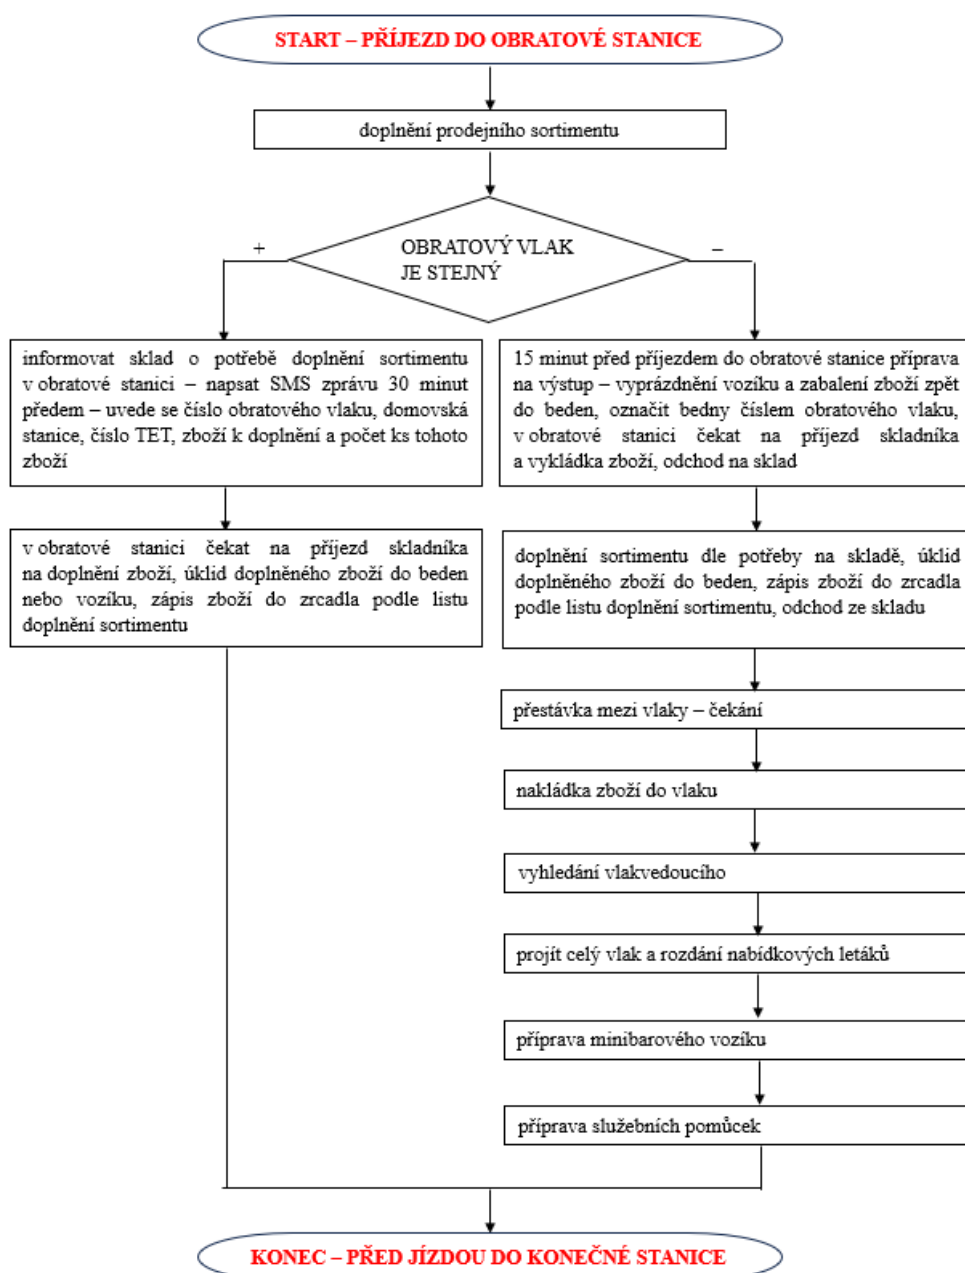 START – PŘÍJEZD DO OBRATOVÉ STANICE
doplnění prodejního sortimentu
+
OBRATOVÝ VLAK
JE STEJNÝ
–
informovat sklad o potřebě doplnění sortimentu
v obratové stanici – napsat SMS zprávu 30 minut
předem – uvede se číslo obratového vlaku, domovská
stanice, číslo TET, zboží k doplnění a počet ks tohoto
zboží
v obratové stanici čekat na příjezd skladníka
na doplnění zboží, úklid doplněného zboží do beden
nebo vozíku, zápis zboží do zrcadla podle listu
doplnění sortimentu
15 minut před příjezdem do obratové stanice příprava
na výstup – vyprázdnění vozíku a zabalení zboží zpět
do beden, označit bedny číslem obratového vlaku,
v obratové stanici čekat na příjezd skladníka
a vykládka zboží, odchod na sklad
doplnění sortimentu dle potřeby na skladě, úklid
doplněného zboží do beden, zápis zboží do zrcadla
podle listu doplnění sortimentu, odchod ze skladu
přestávka mezi vlaky – čekání
nakládka zboží do vlaku
vyhledání vlakvedoucího
projít celý vlak a rozdání nabídkových letáků
příprava minibarového vozíku
příprava služebních pomůcek
KONEC – PŘED JÍZDOU DO KONEČNÉ STANICE